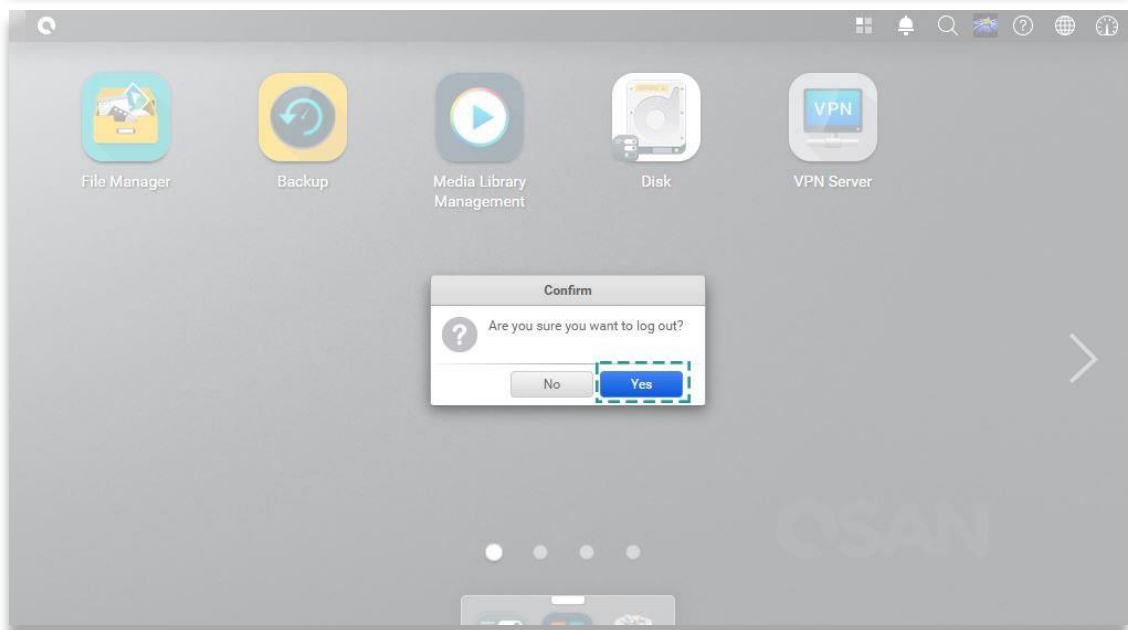 File Manager
Backup
Media Library
Management
Disk
VPN
VPN Server
Confirm
Are you sure you want to log out?
No
Yes
QSAN